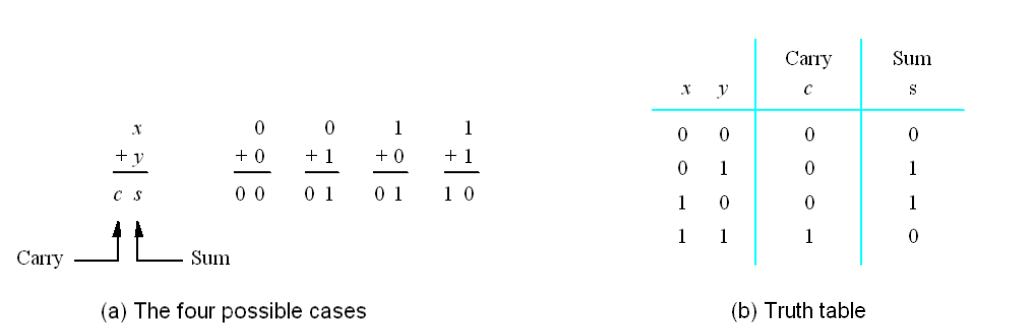 x 0 0 1 1
+ y + 0 + 1 + 0 + 1
c s 0 0 0 1 0 1 1 0
Carry Sum
(a) The four possible cases
Carry Sum
x y c s
0 0 0 0
0 1 0 1
1 0 0 1
1 1 1 0
(b) Truth table